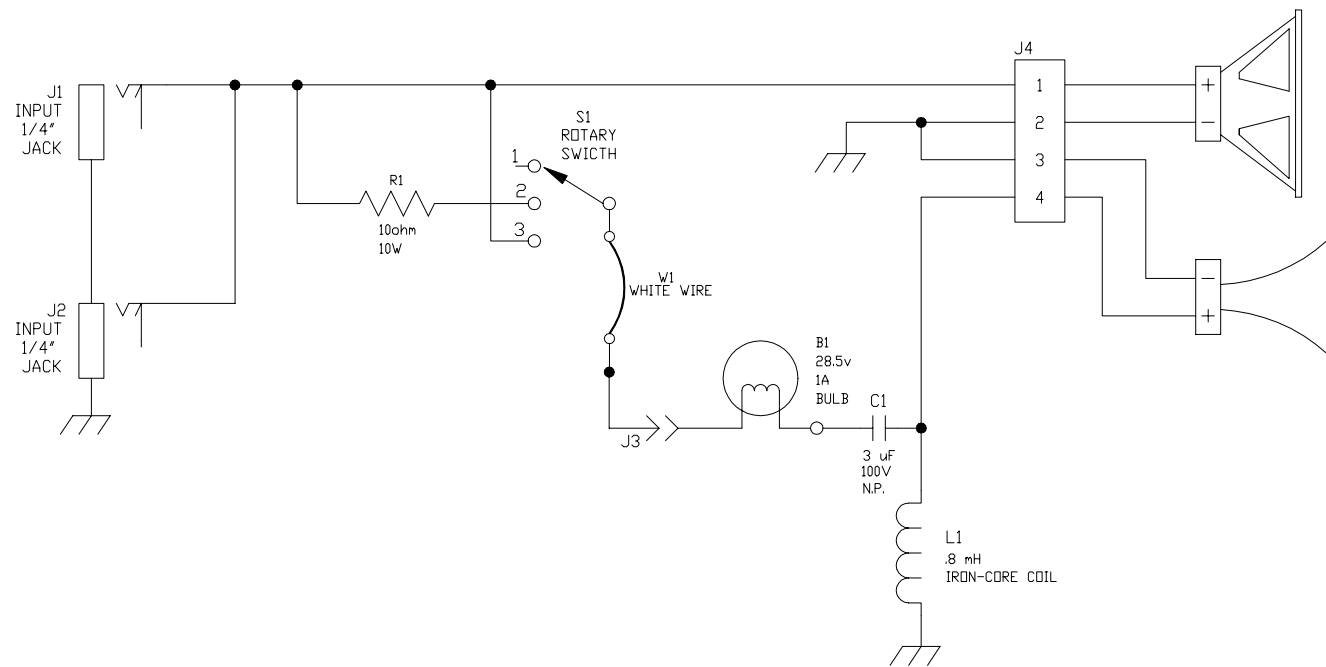 J1
INPUT
1/4"
JACK
J2
INPUT
1/4"
JACK
R1
10ohm
10W
S1
ROTARY
SWICTH
1
2
3
W1
WHITE WIRE
J3
B1
28.5v
1A
BULB
C1
3 uF
100V
N.P.
L1
.8 mH
IRON-CORE COIL
J4
1
2
3
4
+
−
−
+